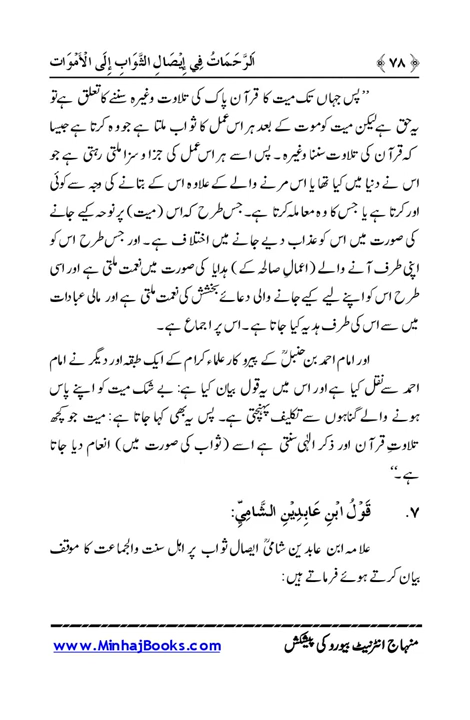 ﴿ ۷۸ ﴾ اَلرَّحَمَاتُ فِي إِيْصَالِ الثَّوَابِ إِلَى الْأَمْوَات
’’پس جہاں تک میت کا قرآن پاک کی تلاوت وغیرہ سننے کا تعلق ہے تو
یہ حق ہے لیکن میت کو موت کے بعد ہر اس عمل کا ثواب ملتا ہے جو وہ کرتا ہے جیسا
کہ قرآن کی تلاوت سننا وغیرہ۔ پس اسے ہر اس عمل کی جزا و سزا ملتی رہتی ہے جو
اس نے دنیا میں کیا تھا یا اس مرنے والے کے علاوہ اس کے بتانے کی وجہ سے کوئی
اور کرتا ہے یا جس کا وہ معاملہ کرتا ہے۔ جس طرح کہ اس (میت) پر نوحہ کیے جانے
کی صورت میں اس کو عذاب دیے جانے میں اختلاف ہے۔ اور جس طرح اس کو
اپنی طرف آنے والے (اعمالِ صالحہ کے) ہدایا کی صورت میں نعمت ملتی ہے اور اسی
طرح اس کو اپنے لیے کیے جانے والی دعائے بخشش کی نعمت ملتی ہے اور مالی عبادات
میں سے اس کی طرف ہدیہ کیا جاتا ہے۔ اس پر اجماع ہے۔
اور امام احمد بن حنبلؒ کے پیروکار علماء کرام کے ایک طبقہ اور دیگر نے امام
احمد سے نقل کیا ہے اور اس میں یہ قول بیان کیا ہے: بے شک میت کو اپنے پاس
ہونے والے گناہوں سے تکلیف پہنچتی ہے۔ پس یہ بھی کہا جاتا ہے: میت جو کچھ
تلاوتِ قرآن اور ذکر الٰہی سنتی ہے اسے (ثواب کی صورت میں) انعام دیا جاتا
ہے۔‘‘
۷. قَوْلُ ابْنِ عَابِدِيْنِ الشَّامِيِّ:
علامہ ابن عابدین شامیؒ ایصال ثواب پر اہل سنت والجماعت کا موقف
بیان کرتے ہوئے فرماتے ہیں:
منہاج انٹرنیٹ بیورو کی پیشکش www.MinhajBooks.com